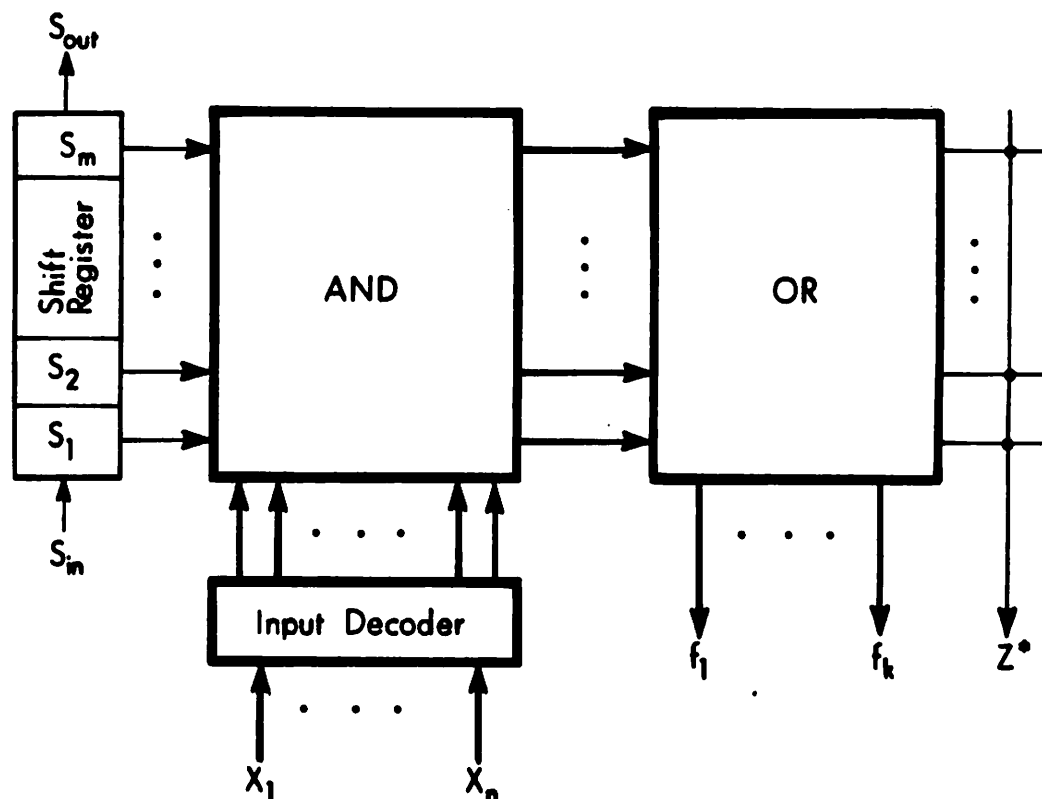 S_out
S_m
Shift Register
S_2
S_1
S_in
AND
OR
Input Decoder
X_1
X_n
f_1
f_k
Z*